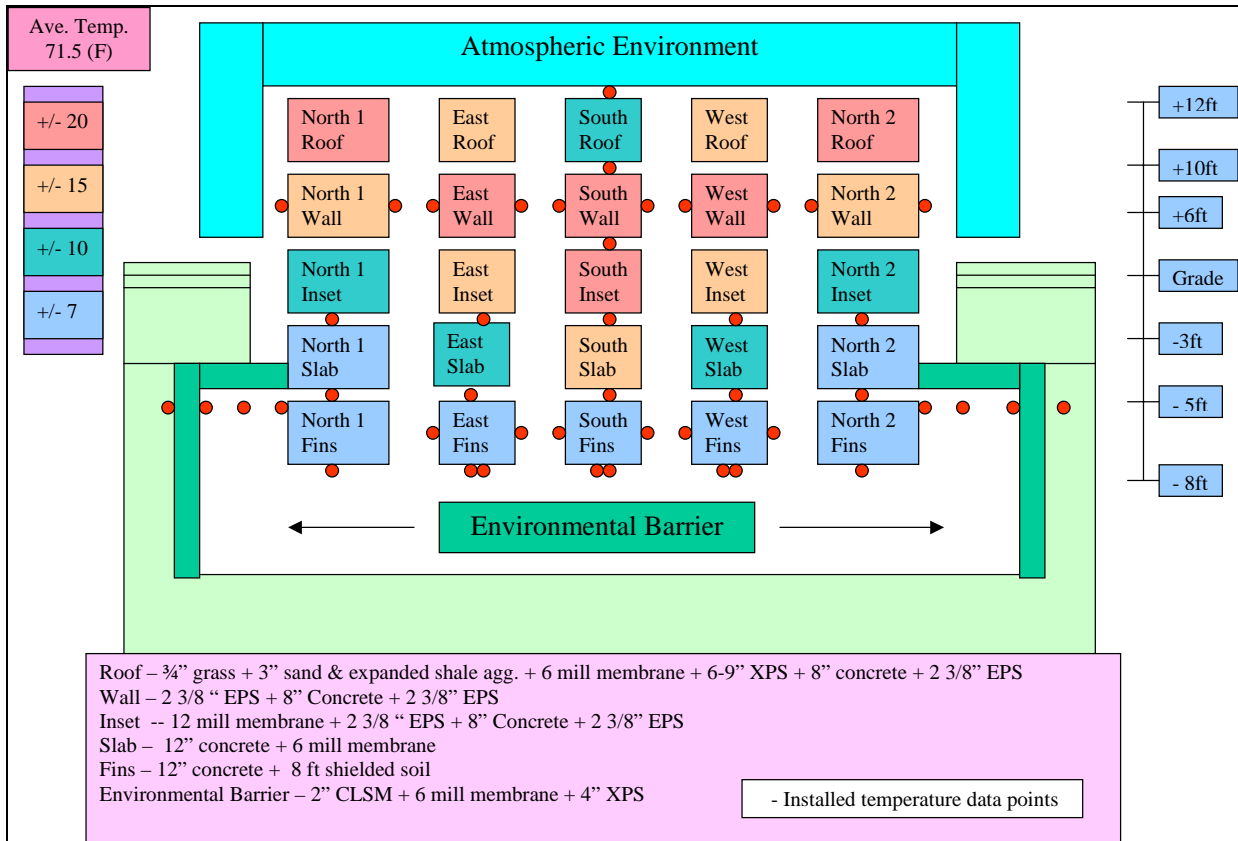 Ave. Temp.
71.5 (F)
Atmospheric Environment
+/- 20
+/- 15
+/- 10
+/- 7
North 1
Roof
East
Roof
South
Roof
West
Roof
North 2
Roof
North 1
Wall
East
Wall
South
Wall
West
Wall
North 2
Wall
North 1
Inset
East
Inset
South
Inset
West
Inset
North 2
Inset
North 1
Slab
East
Slab
South
Slab
West
Slab
North 2
Slab
North 1
Fins
East
Fins
South
Fins
West
Fins
North 2
Fins
+12ft
+10ft
+6ft
Grade
-3ft
- 5ft
- 8ft
Environmental Barrier
Roof – ¾” grass + 3” sand & expanded shale agg. + 6 mill membrane + 6-9” XPS + 8” concrete + 2 3/8” EPS
Wall – 2 3/8 “ EPS + 8” Concrete + 2 3/8” EPS
Inset -- 12 mill membrane + 2 3/8 “ EPS + 8” Concrete + 2 3/8” EPS
Slab – 12” concrete + 6 mill membrane
Fins – 12” concrete + 8 ft shielded soil
Environmental Barrier – 2” CLSM + 6 mill membrane + 4” XPS
- Installed temperature data points